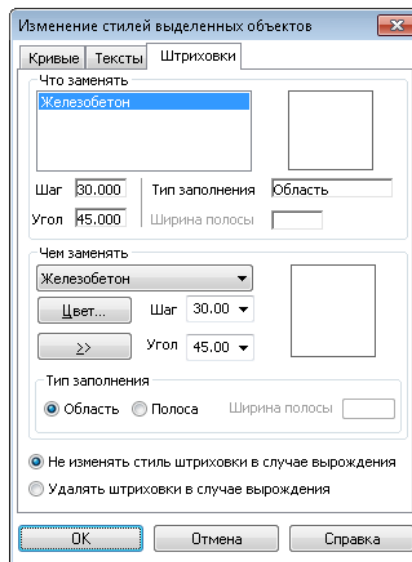 Изменение стилей выделенных объектов
Кривые Тексты Штриховки
Что заменять
Железобетон
Шаг 30.000 Тип заполнения Область
Угол 45.000 Ширина полосы
Чем заменять
Железобетон
Цвет... Шаг 30.00
>> Угол 45.00
Тип заполнения
Область Полоса Ширина полосы
Не изменять стиль штриховки в случае вырождения
Удалять штриховки в случае вырождения
OK Отмена Справка